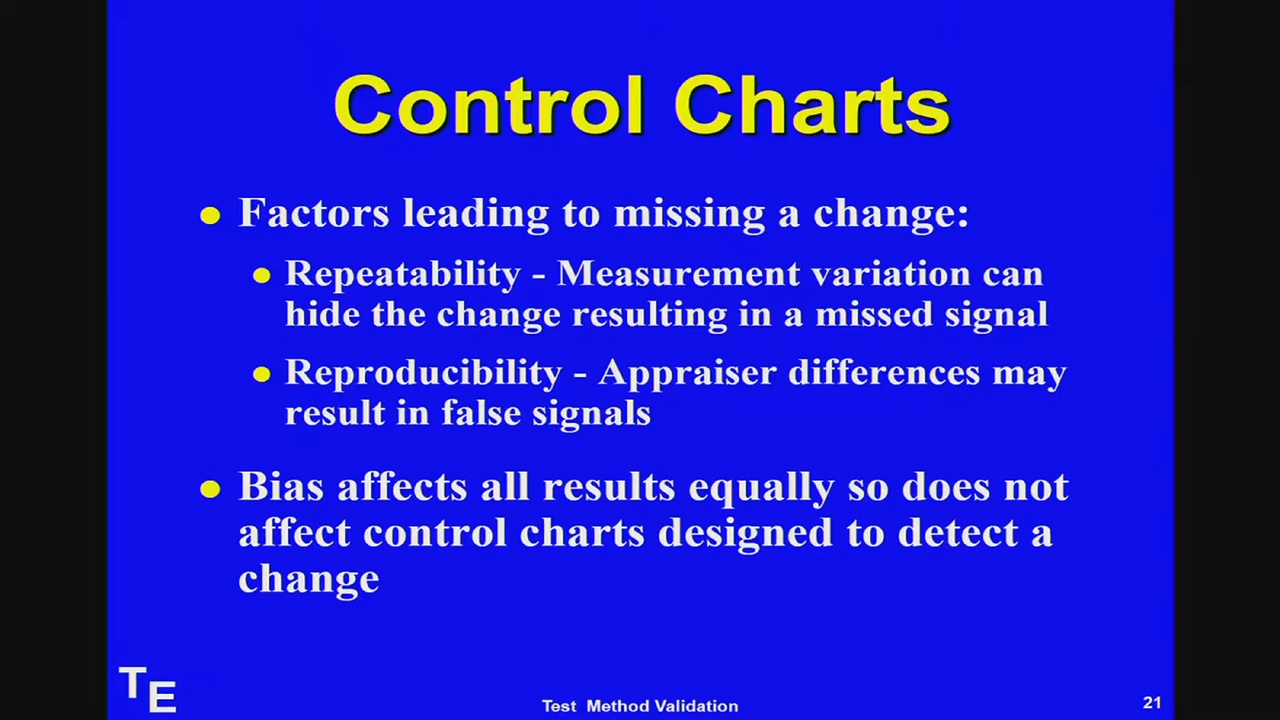 Control Charts
Factors leading to missing a change:
Repeatability - Measurement variation can
hide the change resulting in a missed signal
Reproducibility - Appraiser differences may
result in false signals
Bias affects all results equally so does not
affect control charts designed to detect a
change
TE
Test Method Validation
21